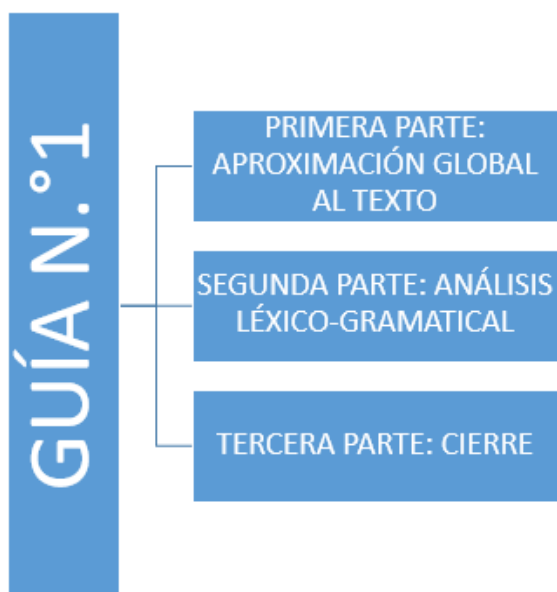 GUÍA N.°1
PRIMERA PARTE:
APROXIMACIÓN GLOBAL
AL TEXTO
SEGUNDA PARTE: ANÁLISIS
LÉXICO-GRAMATICAL
TERCERA PARTE: CIERRE